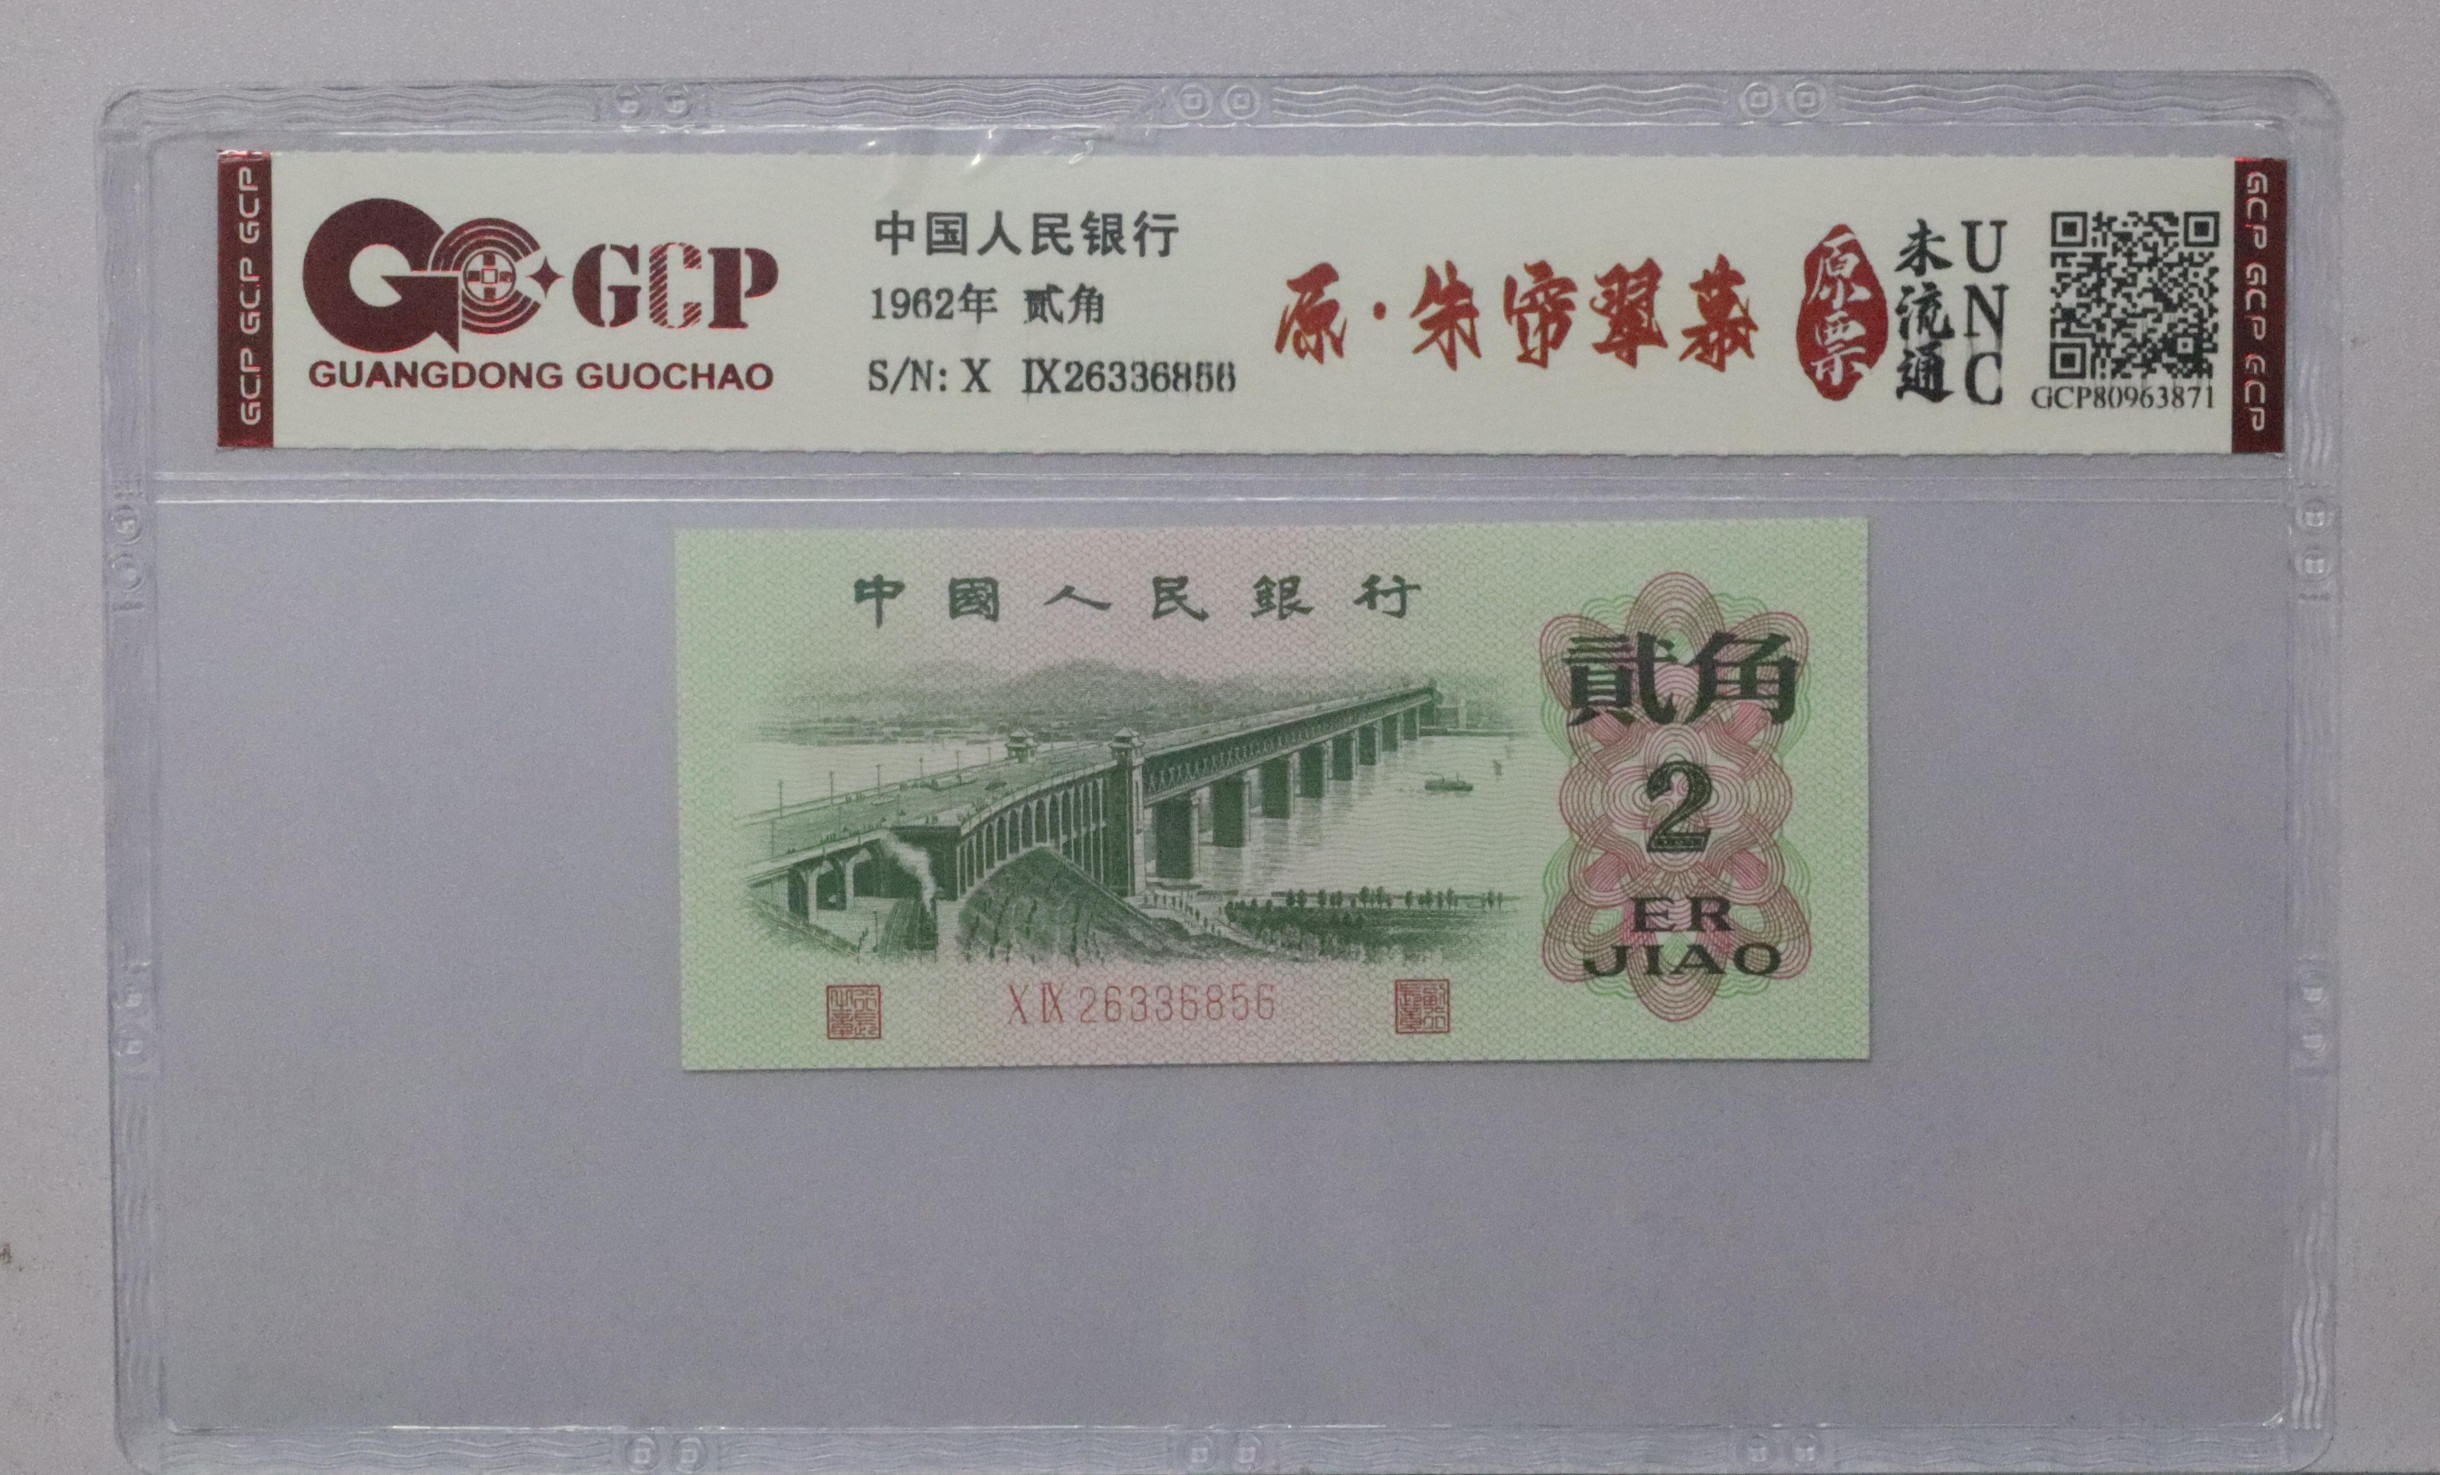 GCP GCP GCP
GCP
GUANGDONG GUOCHAO
中国人民银行
1962年 贰角
S/N: X IX26336856
原·朱帘翠幕
原票
未流通
UNC
GCP80963871
GCP GCP GCP
中國人民銀行
貳角
2
ER
JIAO
X IX 26336856